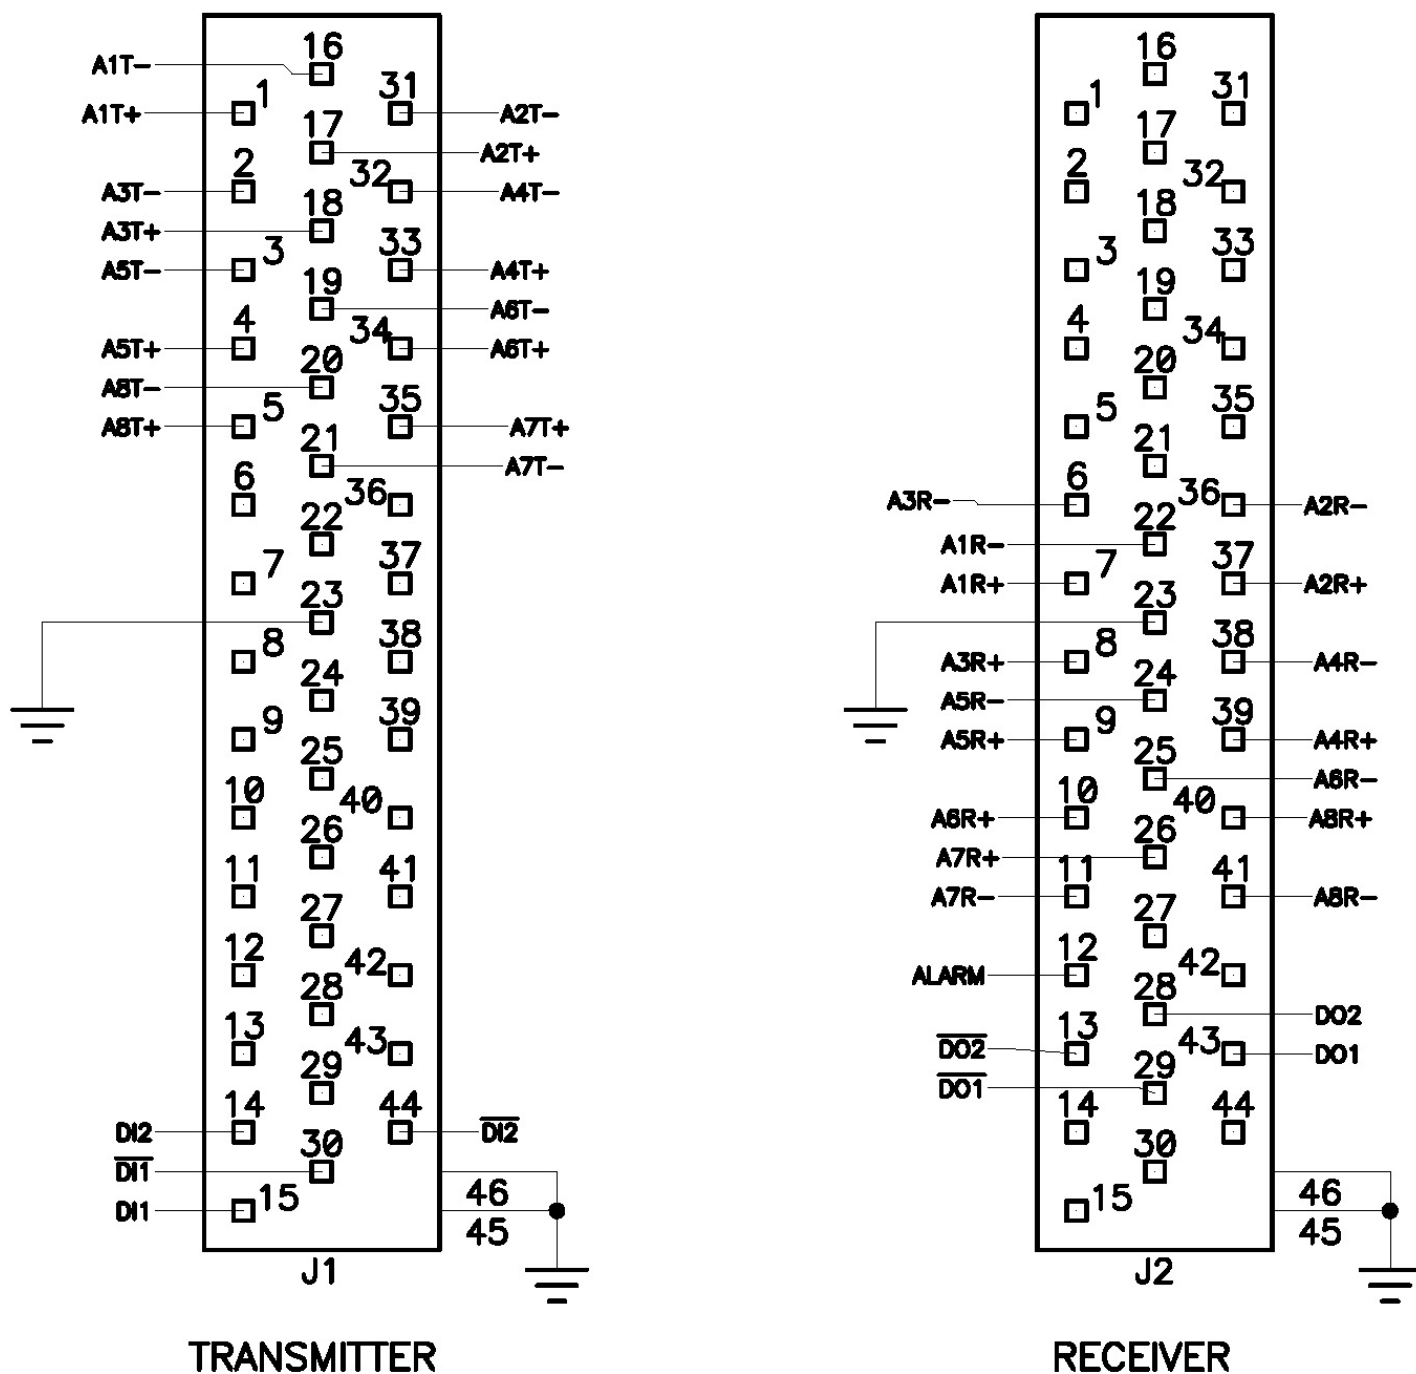 16
A1T-
31
1
A1T+
A2T-
17
A2T+
2
32
A3T-
A4T-
18
A3T+
33
3
A5T-
A4T+
19
A6T-
4
34
A5T+
A6T+
20
A8T-
35
5
A8T+
A7T+
21
A7T-
6
36
22
37
7
23
38
8
24
39
9
25
10
40
26
11
41
27
12
42
28
13
43
29
14
44
DI2
DI2
30
DI1
46
15
DI1
45
J1
TRANSMITTER
16
31
1
17
2
32
18
33
3
19
4
34
20
35
5
21
6
36
A3R-
A2R-
22
A1R-
37
7
A1R+
A2R+
23
38
8
A3R+
A4R-
24
A5R-
39
9
A5R+
A4R+
25
A6R-
10
40
A6R+
A8R+
26
A7R+
11
41
A7R-
A8R-
27
12
42
ALARM
28
DO2
13
43
DO2
DO1
29
DO1
14
44
30
46
15
45
J2
RECEIVER